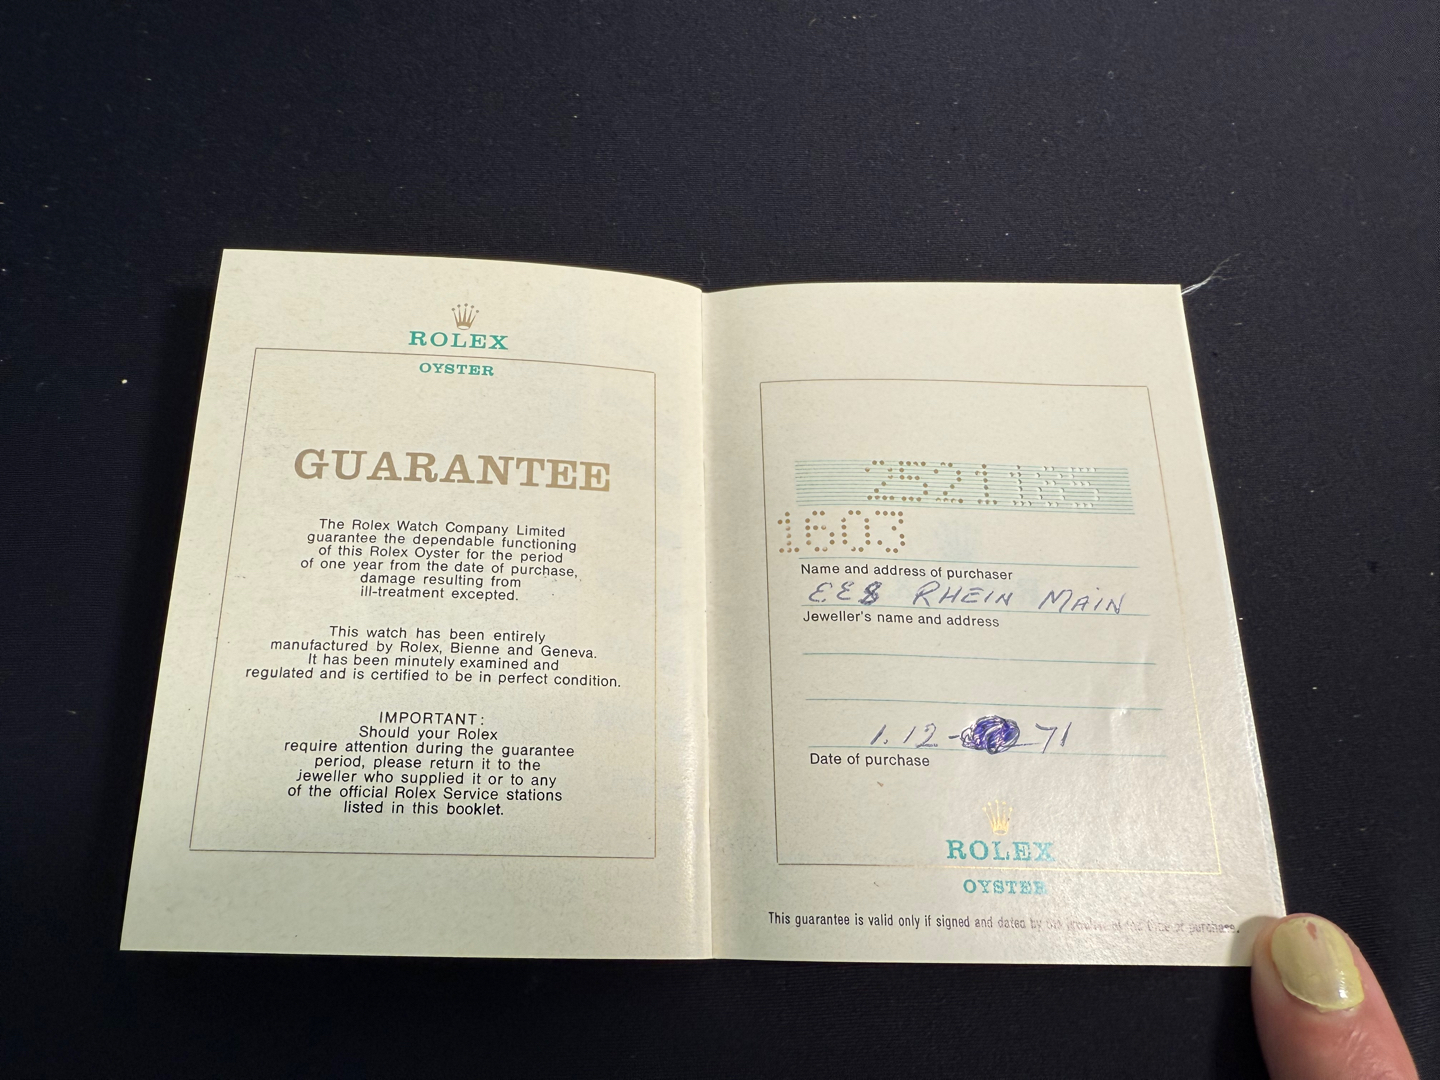 ROLEX
OYSTER
GUARANTEE
The Rolex Watch Company Limited
guarantee the dependable functioning
of this Rolex Oyster for the period
of one year from the date of purchase,
damage resulting from
ill-treatment excepted.
This watch has been entirely
manufactured by Rolex, Bienne and Geneva.
It has been minutely examined and
regulated and is certified to be in perfect condition.
IMPORTANT:
Should your Rolex
require attention during the guarantee
period, please return it to the
jeweller who supplied it or to any
of the official Rolex Service stations
listed in this booklet.
1603
Name and address of purchaser
EES RHEIN MAIN
Jeweller's name and address
1.12- 71
Date of purchase
ROLEX
OYSTER
This guarantee is valid only if signed and dated by the of the purchase.